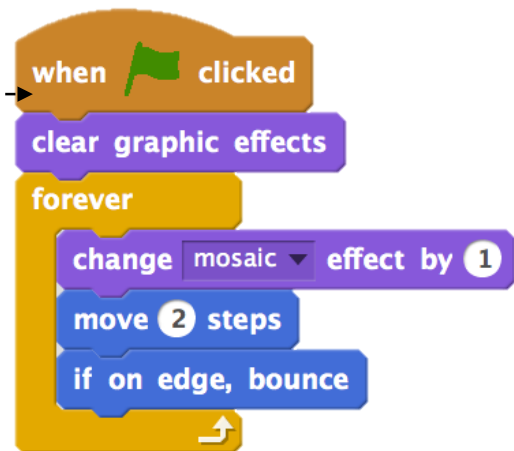 when clicked
clear graphic effects
forever
change mosaic effect by 1
move 2 steps
if on edge, bounce